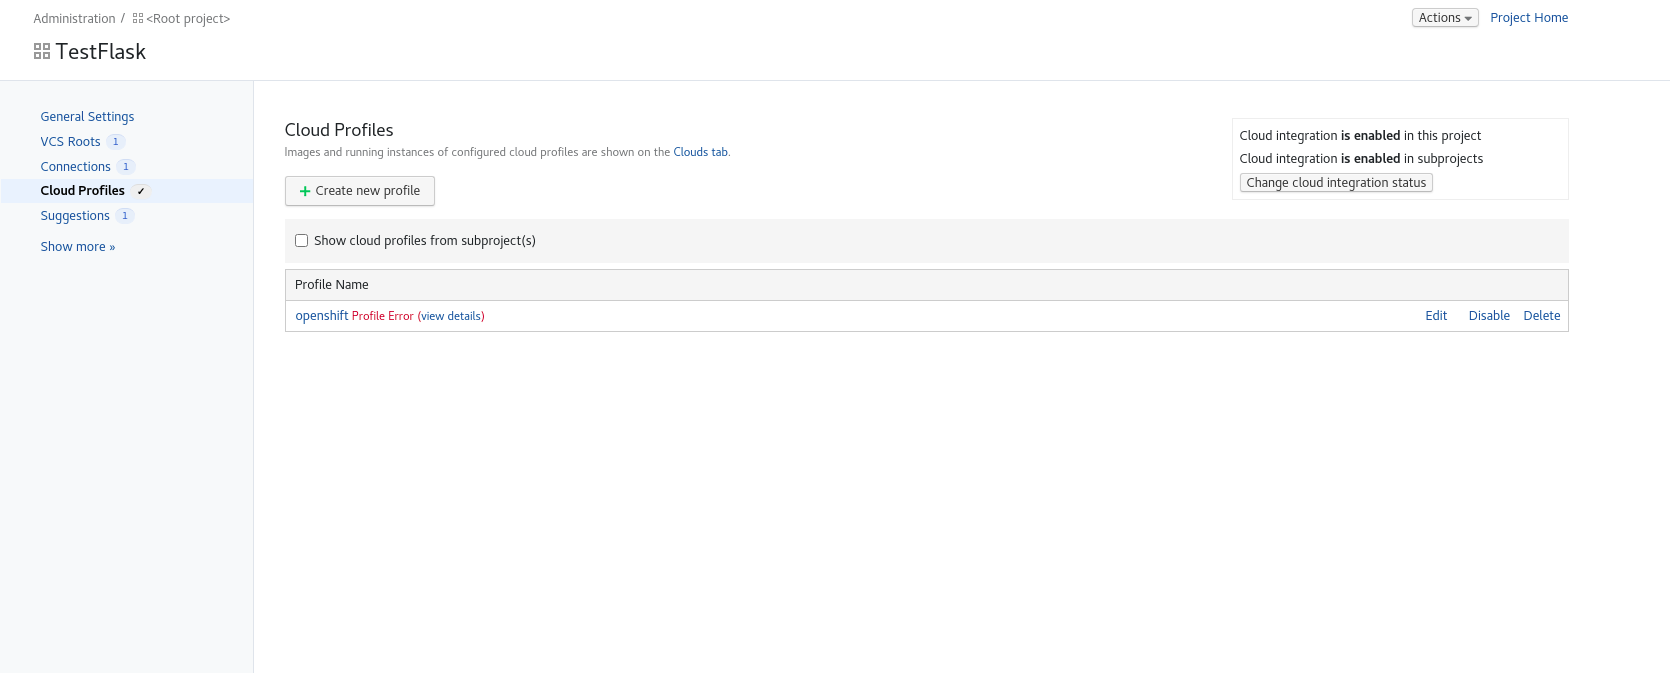 Administration / <Root project>
Actions
Project Home
TestFlask
General Settings
VCS Roots 1
Connections 1
Cloud Profiles ✓
Suggestions 1
Show more »
Cloud Profiles
Images and running instances of configured cloud profiles are shown on the Clouds tab.
+ Create new profile
Cloud integration is enabled in this project
Cloud integration is enabled in subprojects
Change cloud integration status
Show cloud profiles from subproject(s)
Profile Name
openshift Profile Error (view details) Edit Disable Delete